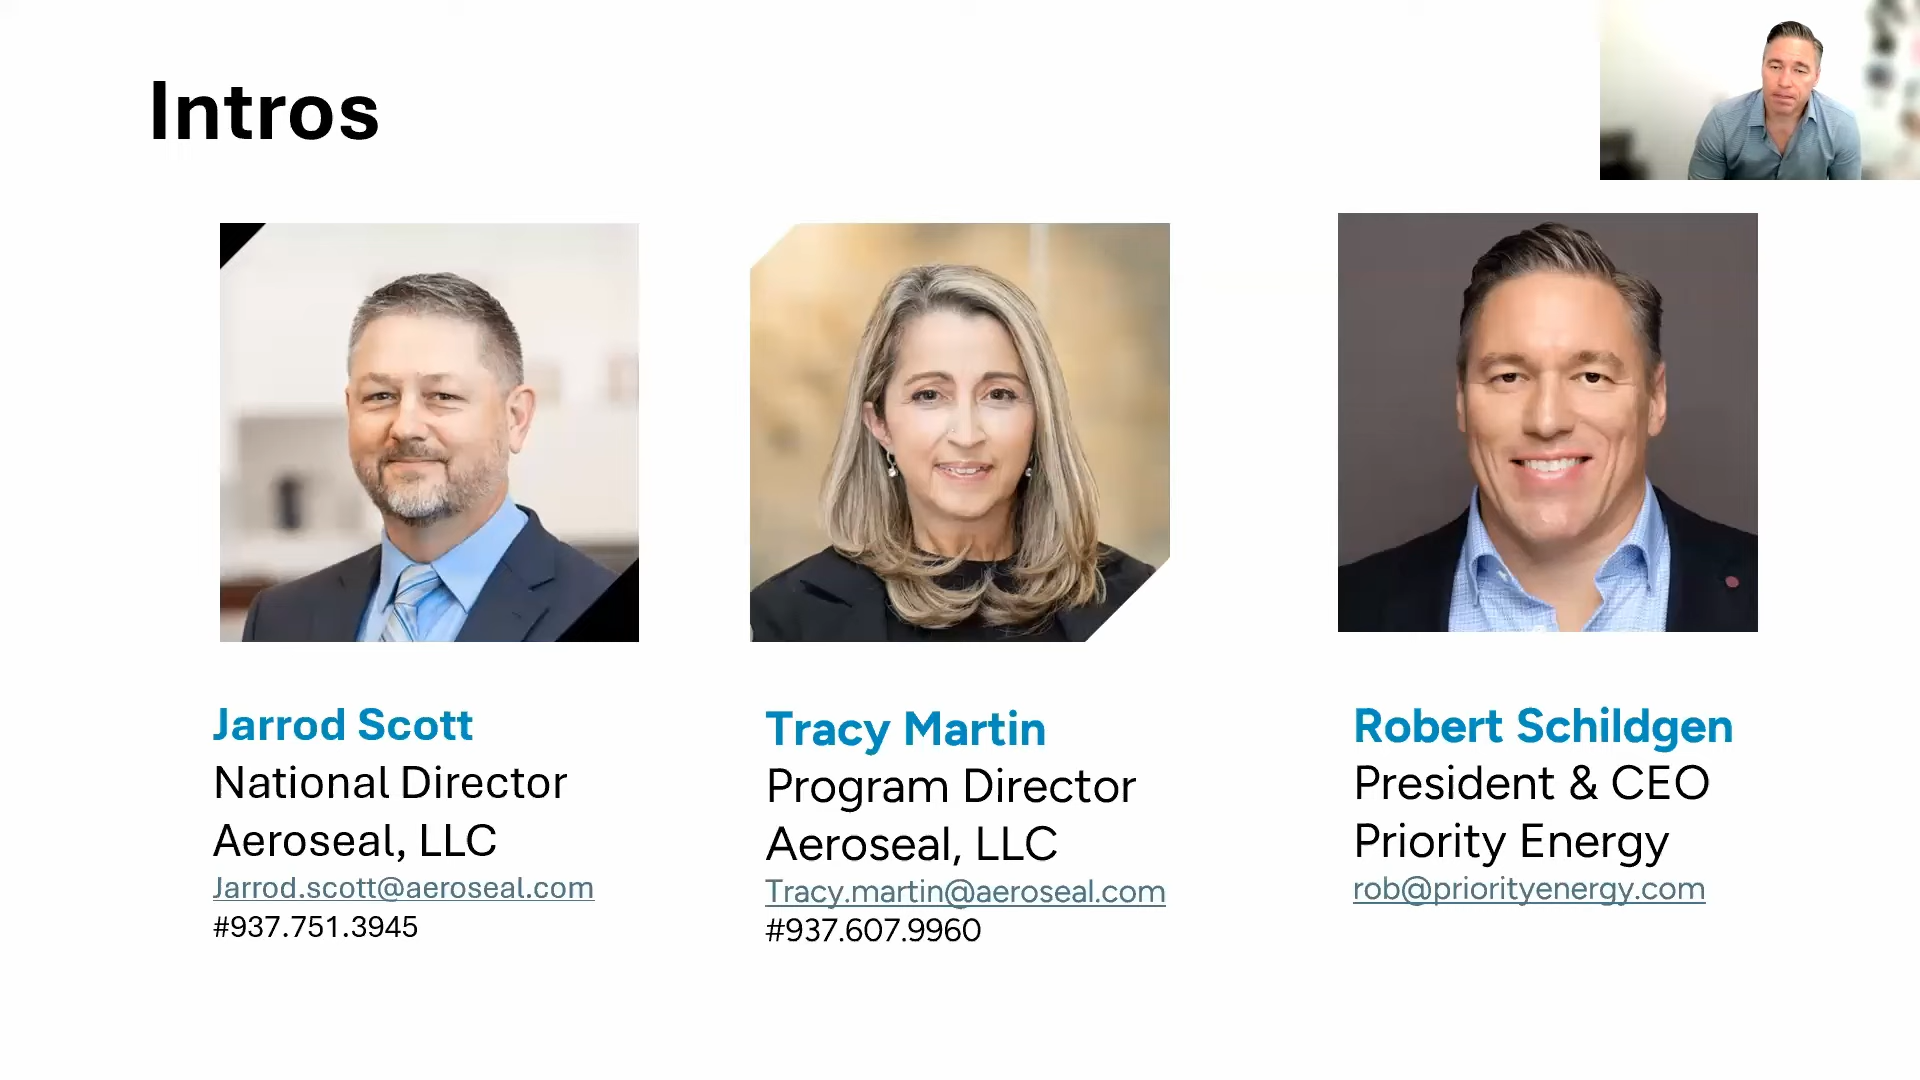 Intros
Jarrod Scott
National Director
Aeroseal, LLC
Jarrod.scott@aeroseal.com
#937.751.3945
Tracy Martin
Program Director
Aeroseal, LLC
Tracy.martin@aeroseal.com
#937.607.9960
Robert Schildgen
President & CEO
Priority Energy
rob@priorityenergy.com